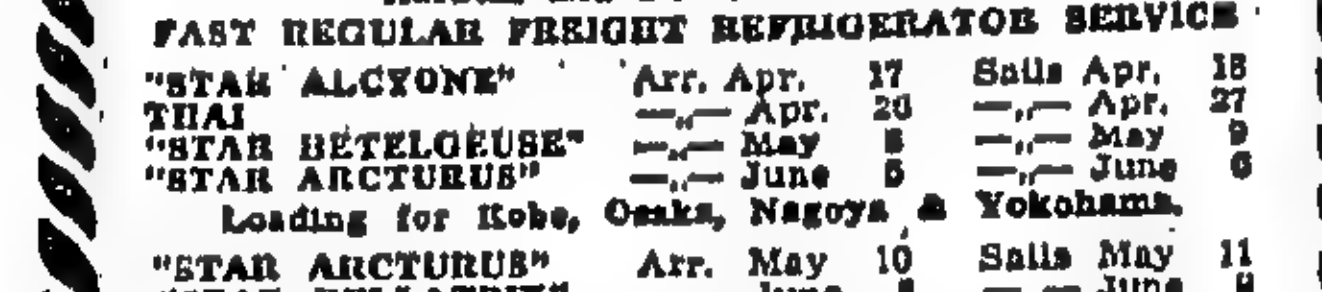 FAST REGULAR FREIGHT REFRIGERATOR SERVICE
"STAR ALCYONE" Arr. Apr. 17 Sails Apr. 18
THAI —„— Apr. 26 —„— Apr. 27
"STAR BETELGEUSE" —„— May —„— May 9
"STAR ARCTURUS" —„— June 5 —„— June 6
Loading for Kobe, Osaka, Nagoya & Yokohama.
"STAR ARCTURUS" Arr. May 10 Sails May 11
June —„— June